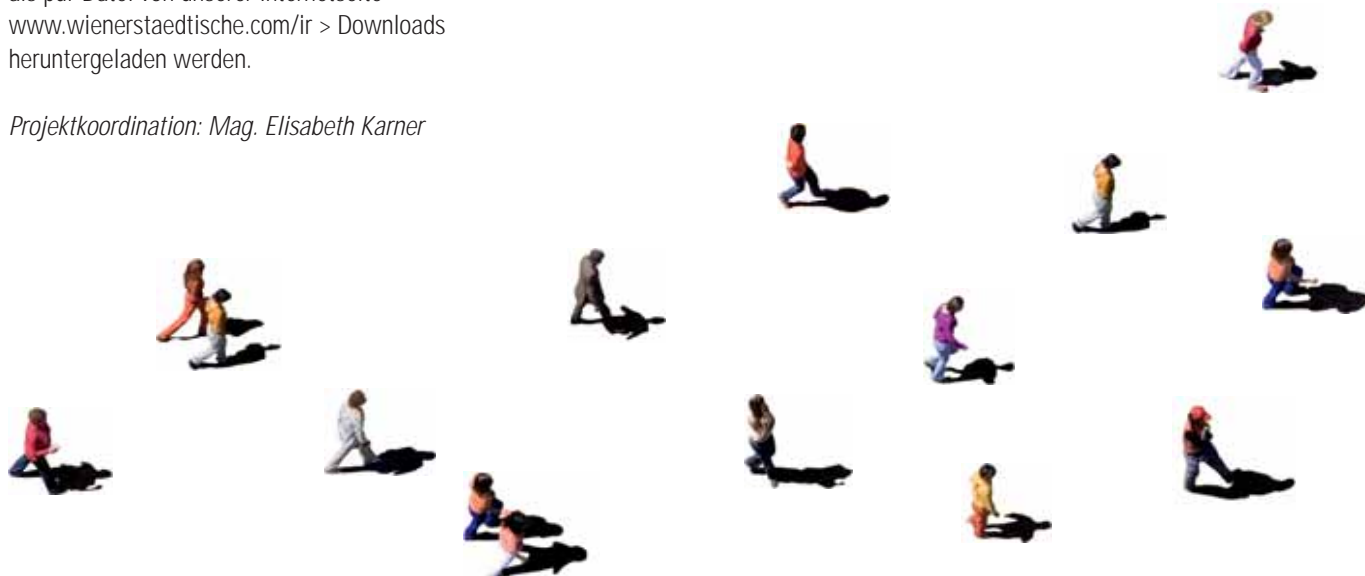 www.wienerstaedtische.com/ir > Downloads
heruntergeladen werden.
Projektkoordination: Mag. Elisabeth Karner